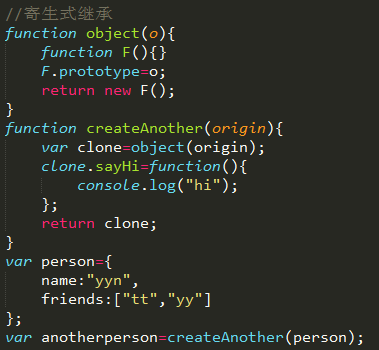 //寄生式继承
function object(o){
    function F(){}
    F.prototype=o;
    return new F();
}
function createAnother(origin){
    var clone=object(origin);
    clone.sayHi=function(){
        console.log("hi");
    };
    return clone;
}
var person={
    name:"yyn",
    friends:["tt","yy"]
};
var anotherperson=createAnother(person);